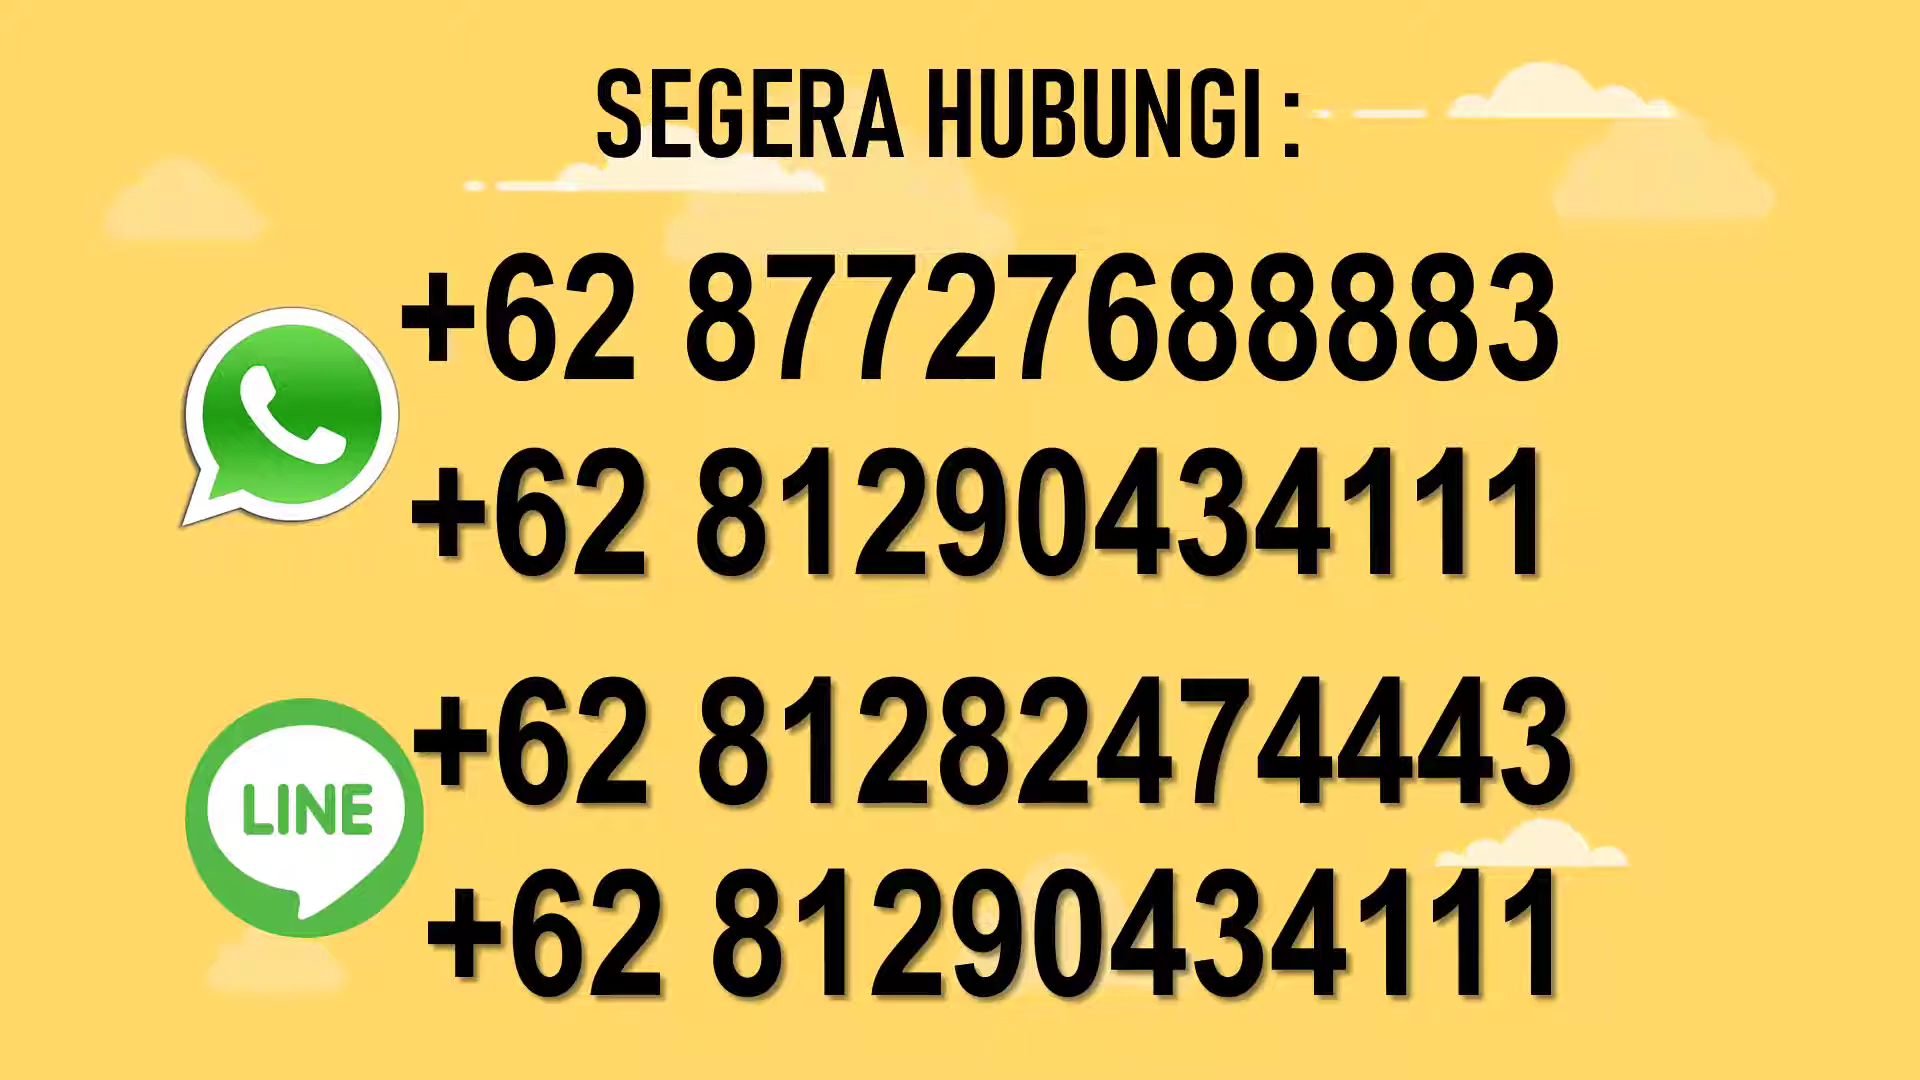 SEGERA HUBUNGI :
+62 87727688883
+62 81290434111
LINE
+62 81282474443
+62 81290434111